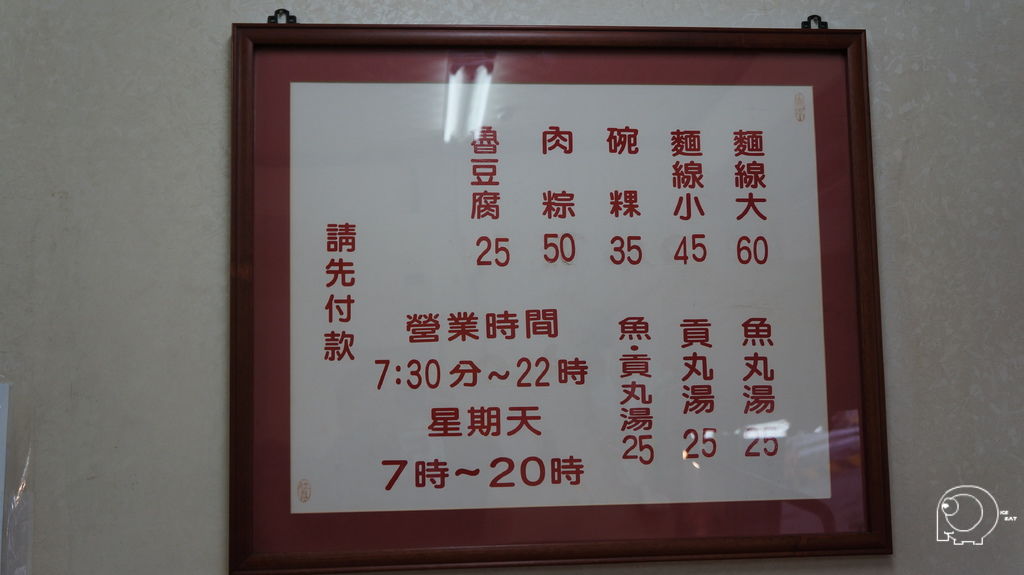 麵線大 60
麵線小 45
碗粿 35
肉粽 50
魯豆腐 25
魚丸湯 25
貢丸湯 25
魚·貢丸湯 25
營業時間
7:30分~22時
星期天
7時~20時
請先付款
ICE
EAT